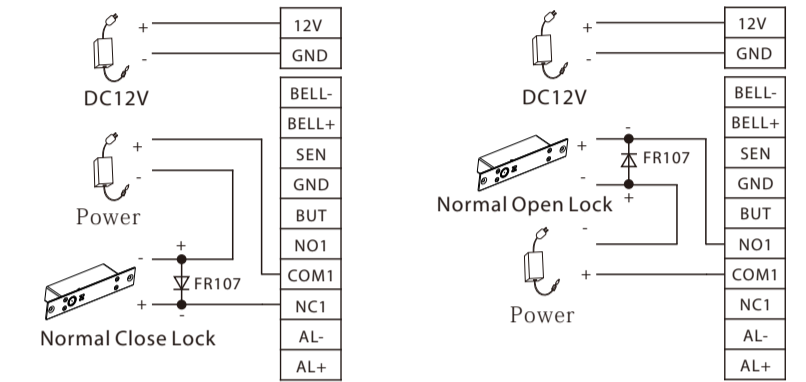 +
-
DC12V
+
-
Power
-
+
+
FR107
-
Normal Close Lock
12V
GND
BELL-
BELL+
SEN
GND
BUT
NO1
COM1
NC1
AL-
AL+
+
-
DC12V
+
-
-
FR107
+
Normal Open Lock
-
+
Power
12V
GND
BELL-
BELL+
SEN
GND
BUT
NO1
COM1
NC1
AL-
AL+